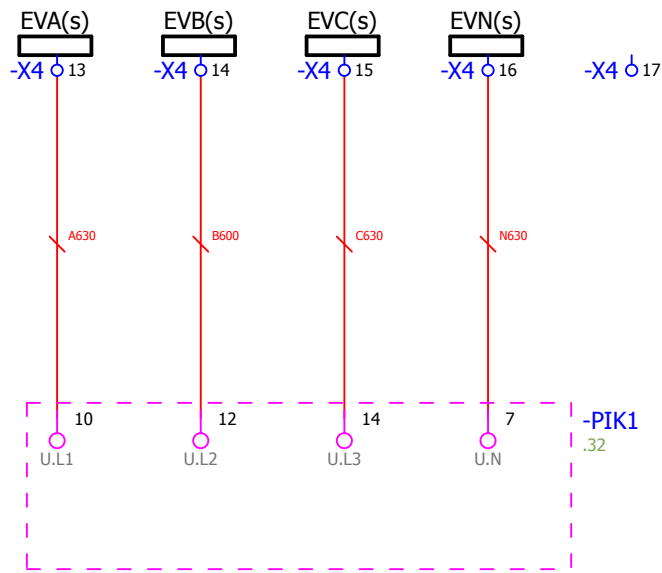 EVA(s) EVB(s) EVC(s) EVN(s)
-X4 13 -X4 14 -X4 15 -X4 16 -X4 17
A630 B600 C630 N630
10 12 14 7 -PIK1
U.L1 U.L2 U.L3 U.N .32